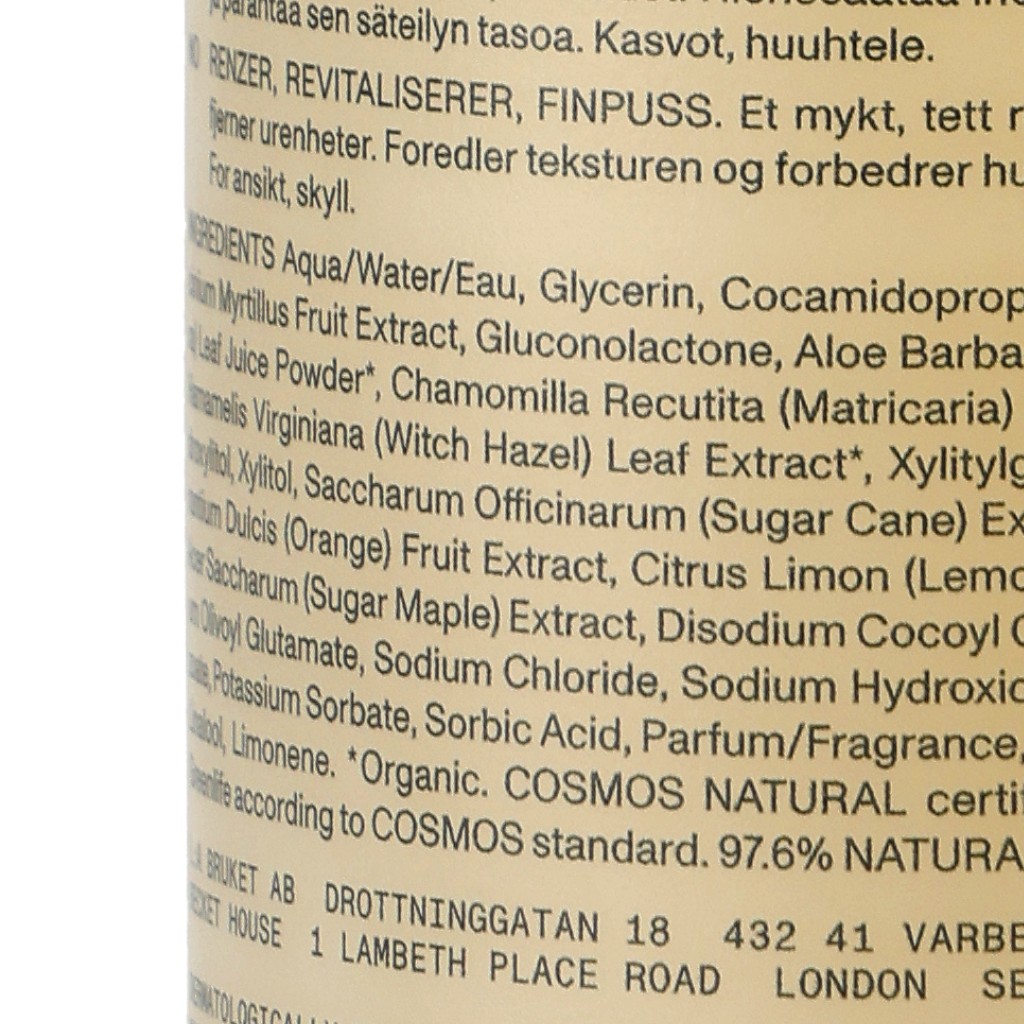 sen säteilyn tasoa. Kasvot, huuhtele.
RENZER, REVITALISERER, FINPUSS. Et mykt, tett
fjerner urenheter. Foredler teksturen og forbedrer
For ansikt, skyll.
INGREDIENTS Aqua/Water/Eau, Glycerin, Cocamidoprop
Myrtillus Fruit Extract, Gluconolactone, Aloe Barba
Leaf Juice Powder*, Chamomilla Recutita (Matricaria)
Hamamelis Virginiana (Witch Hazel) Leaf Extract*, Xylitylg
Xylitol, Saccharum Officinarum (Sugar Cane) Ex
Dulcis (Orange) Fruit Extract, Citrus Limon (Lemo
Saccharum (Sugar Maple) Extract, Disodium Cocoyl
Olivoyl Glutamate, Sodium Chloride, Sodium Hydroxid
Potassium Sorbate, Sorbic Acid, Parfum/Fragrance,
Linalool, Limonene. *Organic. COSMOS NATURAL certif
according to COSMOS standard. 97.6% NATURA
BRUKET AB DROTTNINGGATAN 18 432 41 VARBE
HOUSE 1 LAMBETH PLACE ROAD LONDON SE